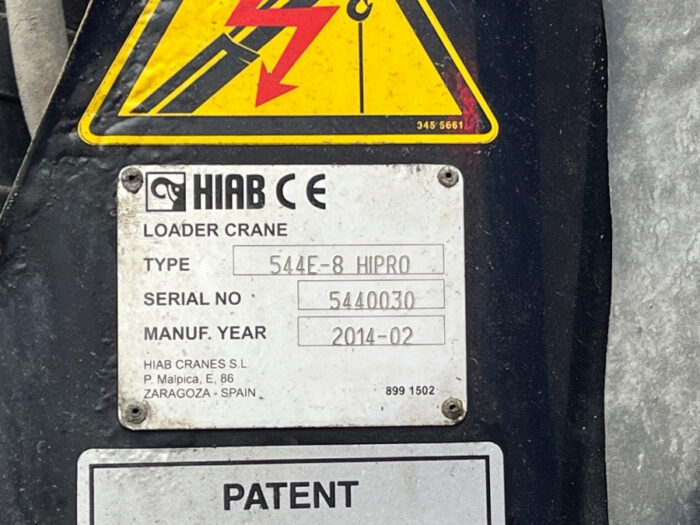 345 5661
HIAB CE
LOADER CRANE
TYPE 544E-8 HIPRO
SERIAL NO 5440030
MANUF. YEAR 2014-02
HIAB CRANES S.L
P. Malpica, E, 86
ZARAGOZA - SPAIN 899 1502
PATENT